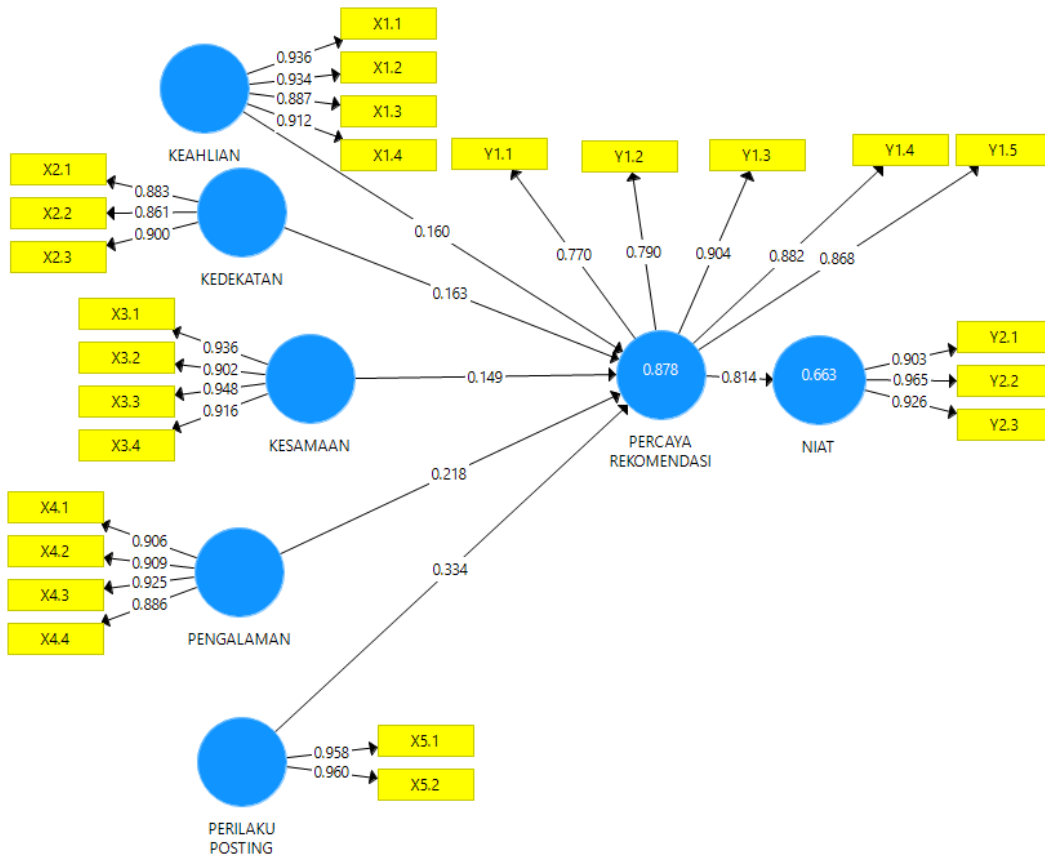 X1.1
0.936
X1.2
0.934
0.887
X1.3
0.912
X1.4
KEAHLIAN
X2.1
0.883
X2.2
0.861
0.900
X2.3
KEDEKATAN
Y1.1
Y1.2
Y1.3
Y1.4
Y1.5
0.160
0.163
0.770
0.790
0.904
0.882
0.868
X3.1
0.936
X3.2
0.902
0.948
X3.3
0.916
X3.4
KESAMAAN
0.149
0.878
PERCAYA
REKOMENDASI
0.814
0.663
NIAT
Y2.1
0.903
0.965
Y2.2
0.926
Y2.3
X4.1
0.906
X4.2
0.909
0.925
X4.3
0.886
X4.4
PENGALAMAN
0.218
0.334
X5.1
0.958
0.960
X5.2
PERILAKU
POSTING